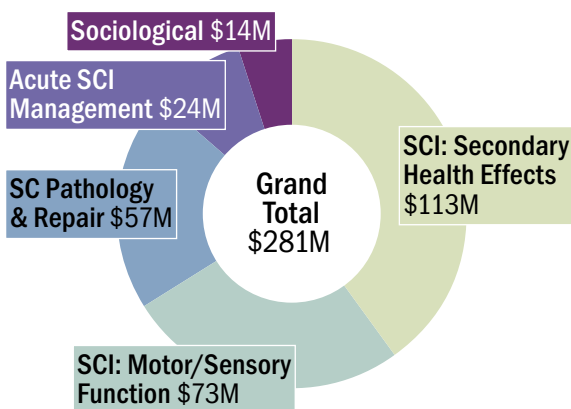 Sociological $14M
Acute SCI
Management $24M
SC Pathology
& Repair $57M
SCI: Motor/Sensory
Function $73M
SCI: Secondary
Health Effects
$113M
Grand
Total
$281M